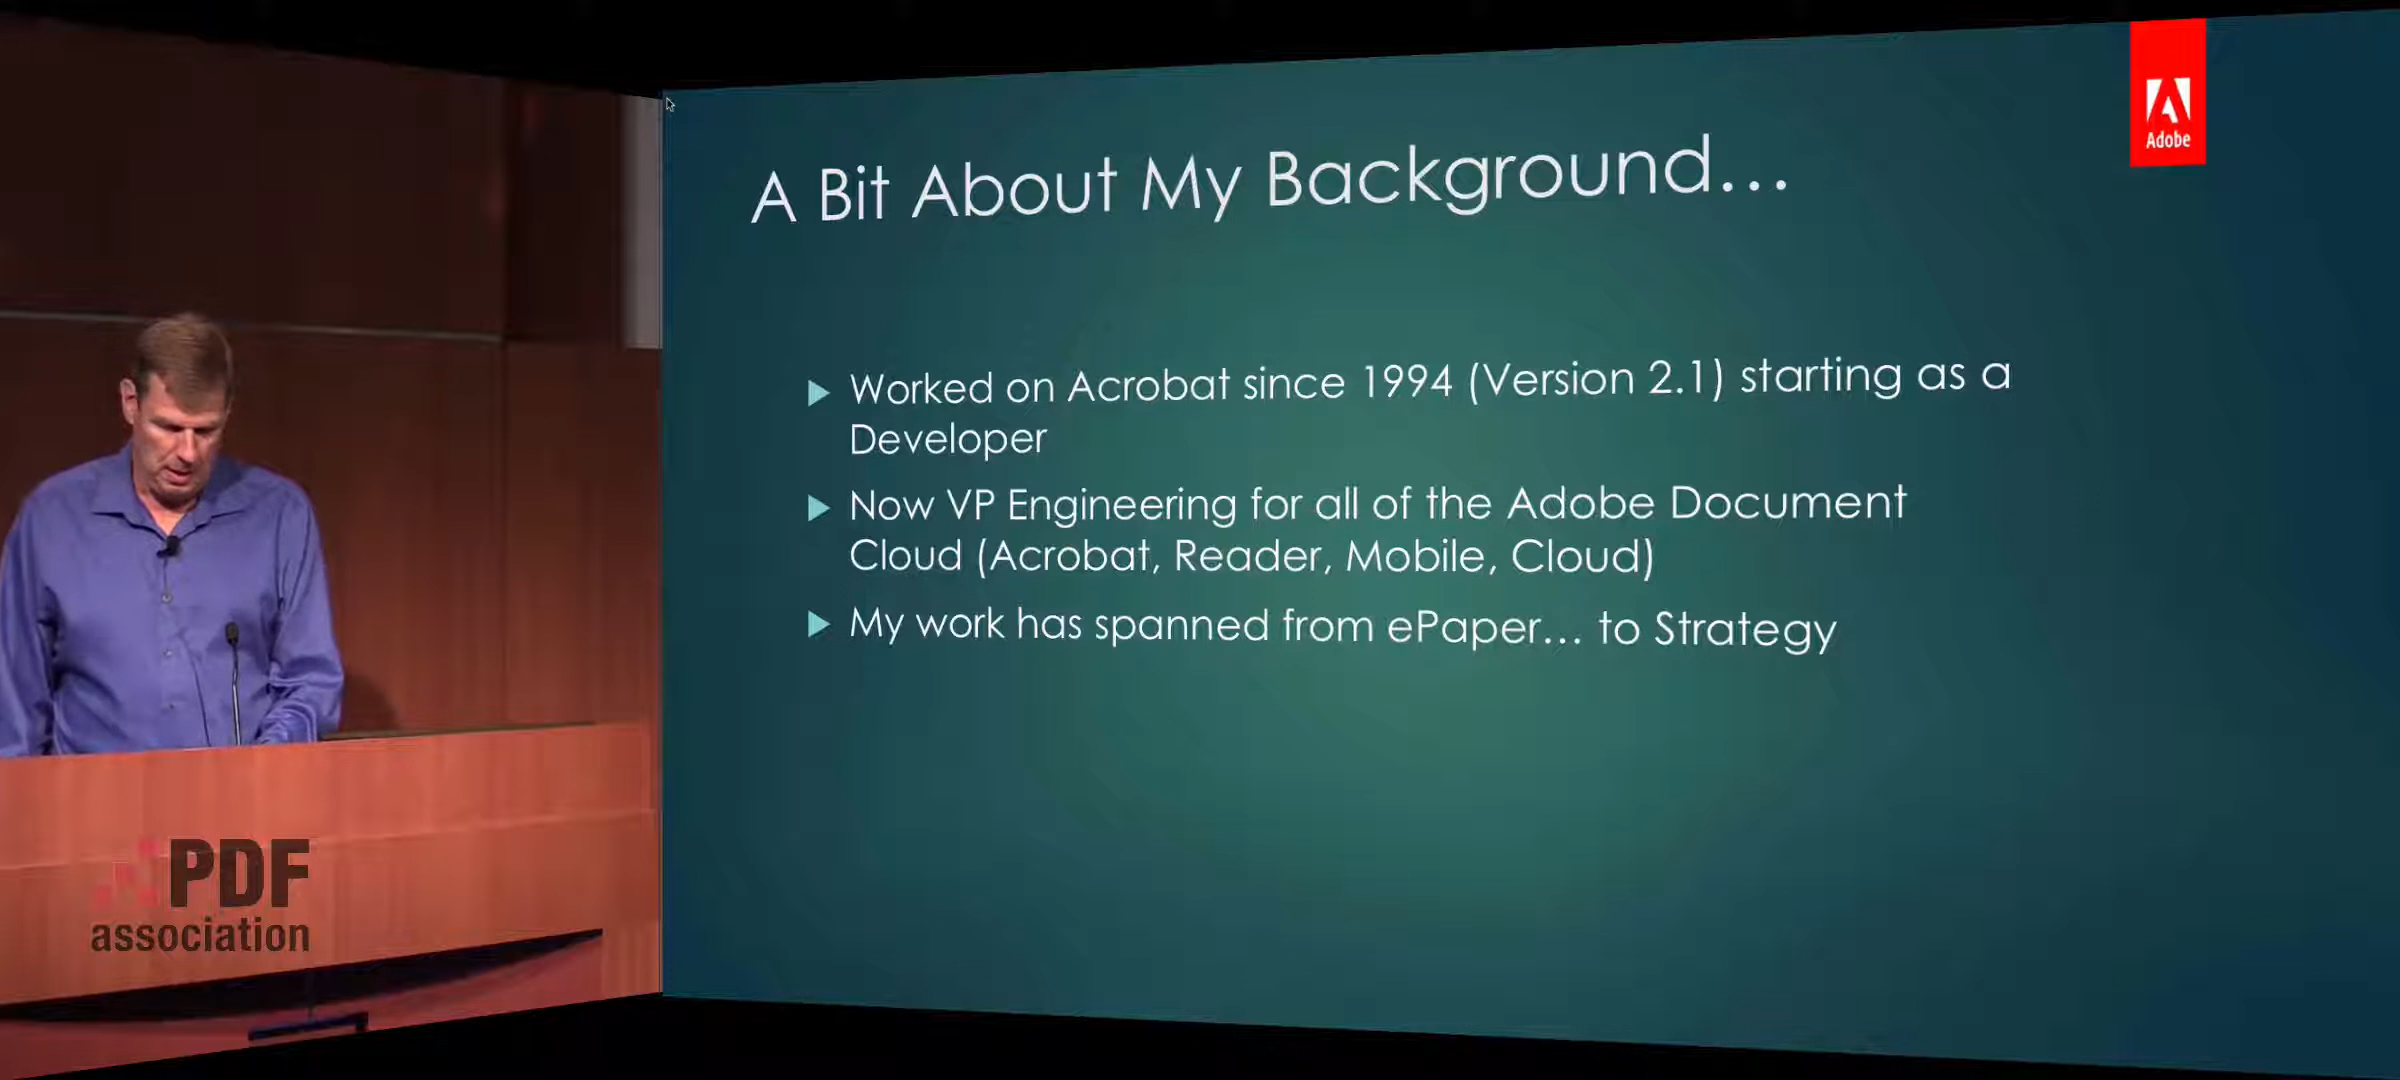 A Bit About My Background...
Adobe
Worked on Acrobat since 1994 (Version 2.1) starting as a
Developer
Now VP Engineering for all of the Adobe Document
Cloud (Acrobat, Reader, Mobile, Cloud)
My work has spanned from ePaper... to Strategy
PDF
association